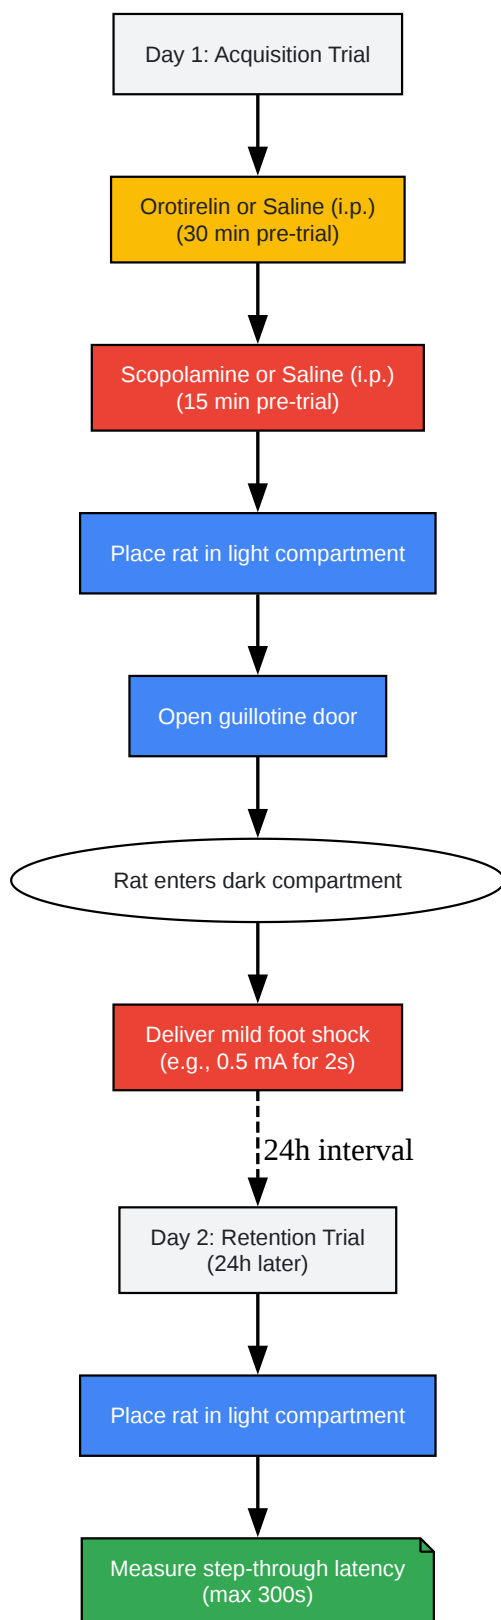 Day 1: Acquisition Trial
Orotirelin or Saline (i.p.)
(30 min pre-trial)
Scopolamine or Saline (i.p.)
(15 min pre-trial)
Place rat in light compartment
Open guillotine door
Rat enters dark compartment
Deliver mild foot shock
(e.g., 0.5 mA for 2s)
24h interval
Day 2: Retention Trial
(24h later)
Place rat in light compartment
Measure step-through latency
(max 300s)